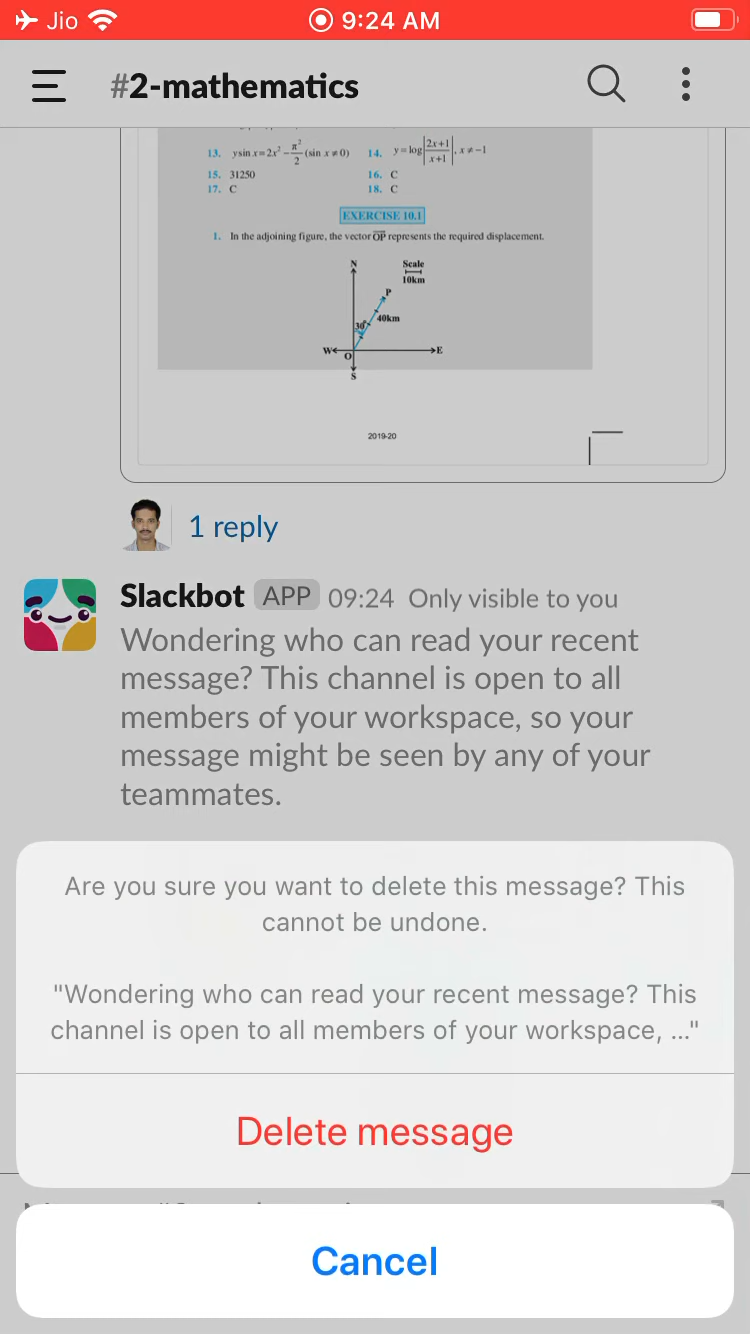 Jio 9:24 AM
#2-mathematics
13. y sin x = 2x² − π²/2 (sin x ≠ 0) 14. y = log |2x+1/x+1|, x ≠ −1
15. 31250 16. C
17. C 18. C
EXERCISE 10.1
1. In the adjoining figure, the vector OP represents the required displacement.
N Scale
10km
P
40km
30°
W O E
S
2019-20
1 reply
Slackbot APP 09:24 Only visible to you
Wondering who can read your recent
message? This channel is open to all
members of your workspace, so your
message might be seen by any of your
teammates.
Are you sure you want to delete this message? This
cannot be undone.
"Wondering who can read your recent message? This
channel is open to all members of your workspace, ..."
Delete message
Cancel